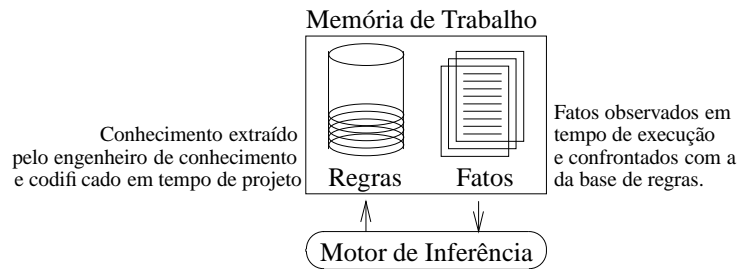 Memória de Trabalho
Conhecimento extraído
pelo engenheiro de conhecimento
e codifi cado em tempo de projeto
Regras
Fatos
Fatos observados em
tempo de execução
e confrontados com a
da base de regras.
Motor de Inferência